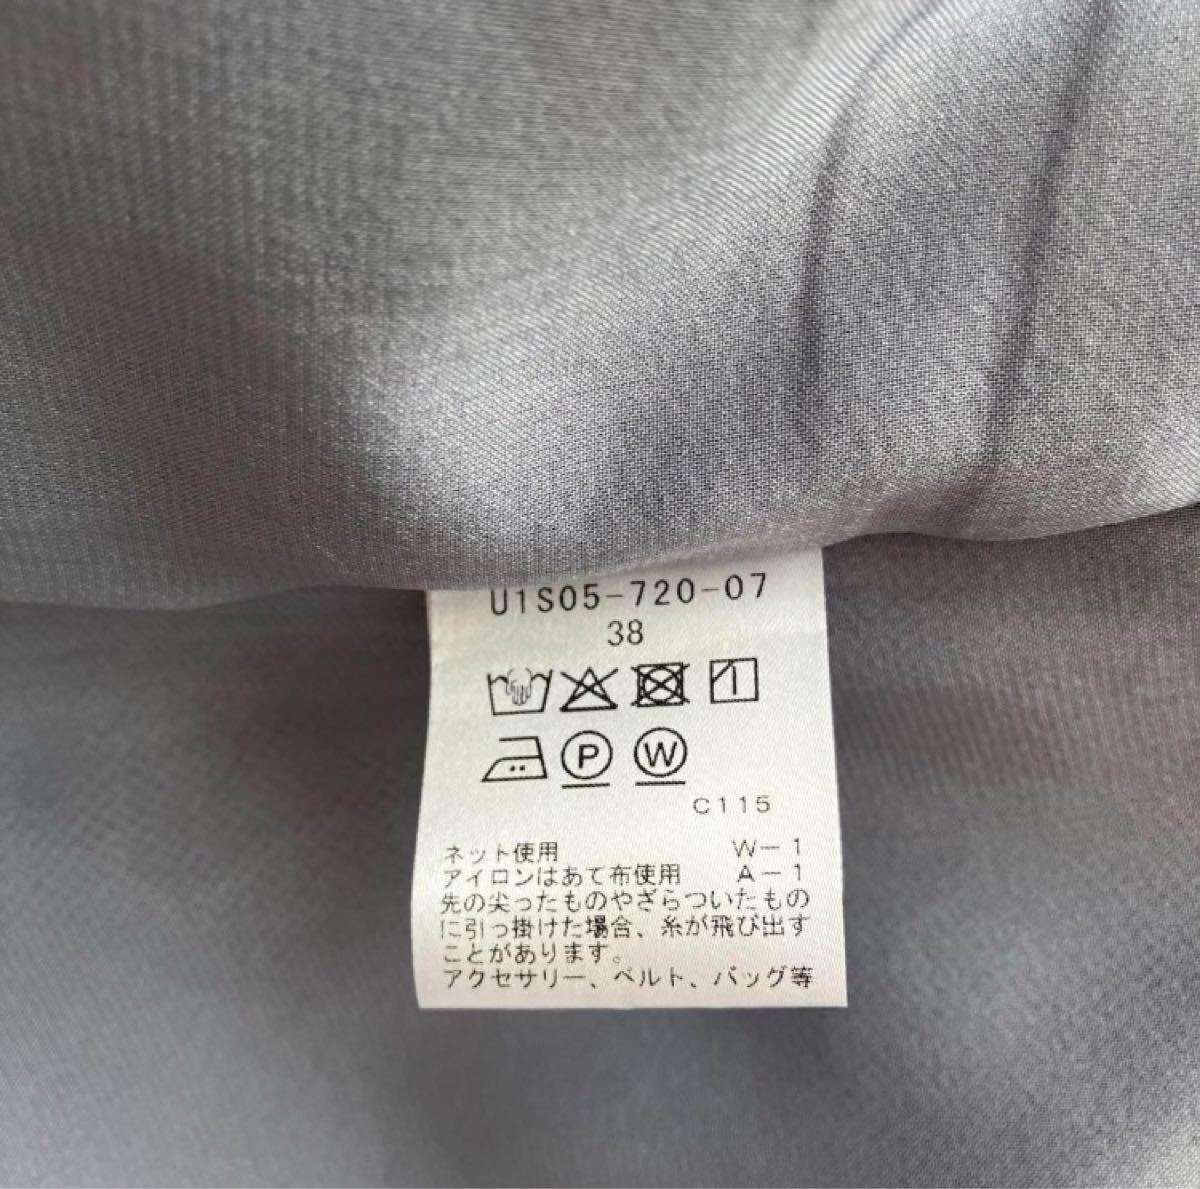 U1S05-720-07
38
P W
C115
ネット使用 W-1
アイロンはあて布使用 A-1
先の尖ったものやざらついたもの
に引っ掛けた場合、糸が飛び出す
ことがあります。
アクセサリー、ベルト、バッグ等